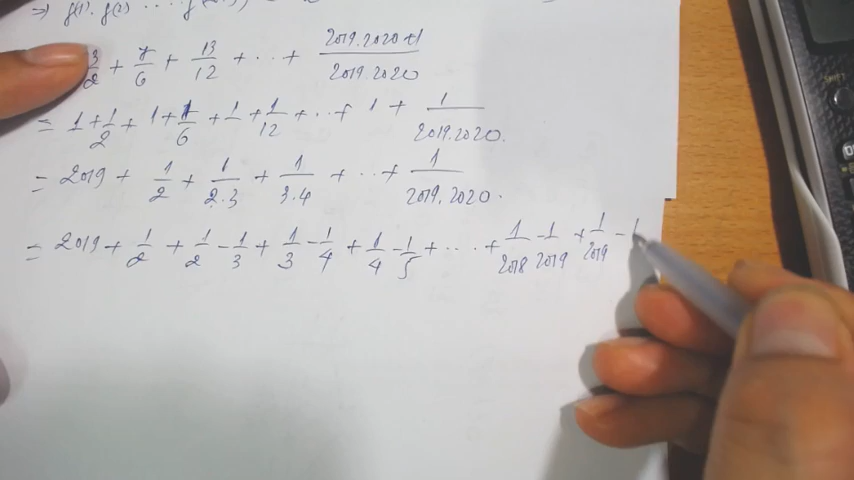 ⇒ f(1). f(2) ....
3/2 + 7/6 + 13/12 + ... + (2019.2020+1)/(2019.2020)
= 1 + 1/2 + 1 + 1/6 + 1 + 1/12 + ... + 1 + 1/(2019.2020).
= 2019 + 1/2 + 1/(2.3) + 1/(3.4) + ... + 1/(2019.2020).
= 2019 + 1/2 + 1/2 - 1/3 + 1/3 - 1/4 + 1/4 - 1/5 + .... + 1/2018 - 1/2019 + 1/2019 - 1